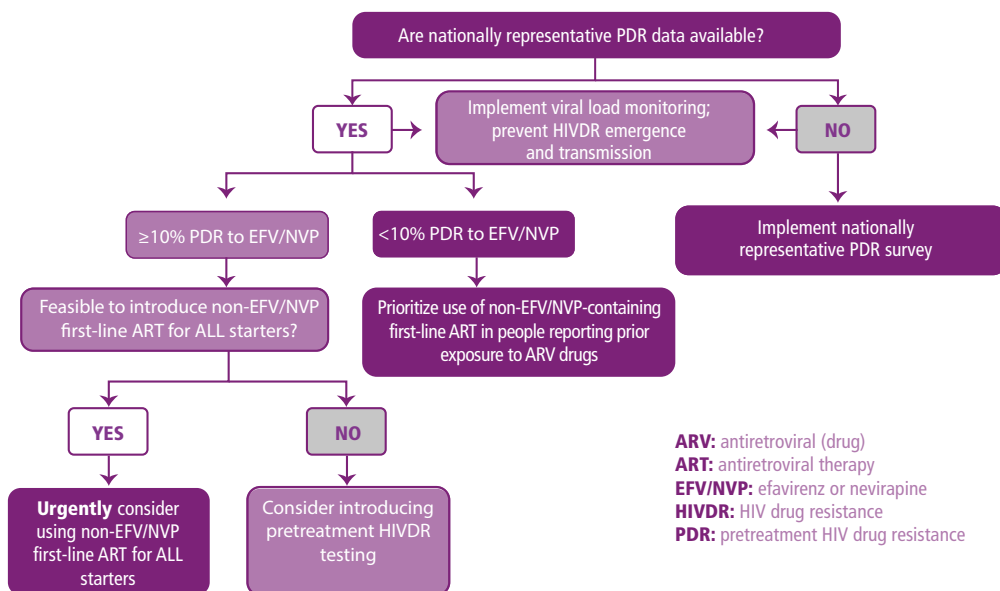 Are nationally representative PDR data available?
YES
Implement viral load monitoring;
prevent HIVDR emergence
and transmission
NO
≥10% PDR to EFV/NVP
<10% PDR to EFV/NVP
Implement nationally
representative PDR survey
Feasible to introduce non-EFV/NVP
first-line ART for ALL starters?
Prioritize use of non-EFV/NVP-containing
first-line ART in people reporting prior
exposure to ARV drugs
YES
NO
Urgently consider
using non-EFV/NVP
first-line ART for ALL
starters
Consider introducing
pretreatment HIVDR
testing
ARV: antiretroviral (drug)
ART: antiretroviral therapy
EFV/NVP: efavirenz or nevirapine
HIVDR: HIV drug resistance
PDR: pretreatment HIV drug resistance